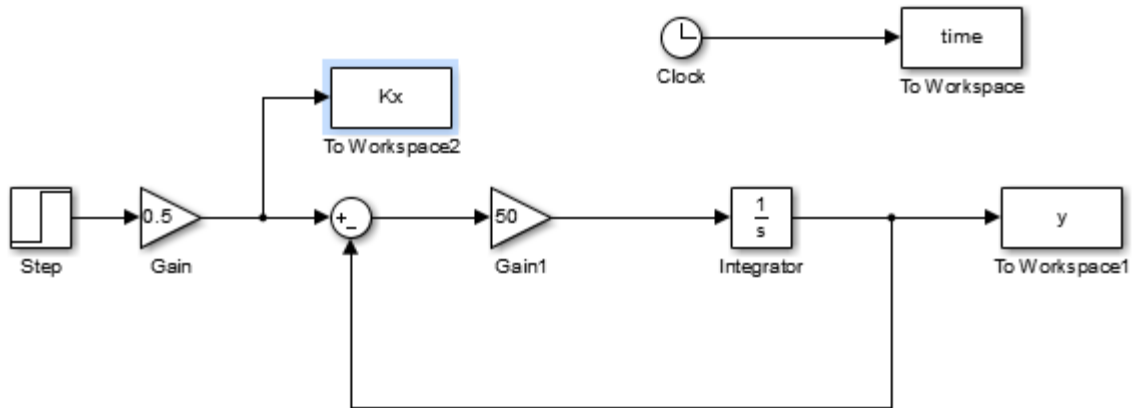 time
Clock
To Workspace
Kx
To Workspace2
0.5
+
−
50
1
s
y
Step
Gain
Gain1
Integrator
To Workspace1